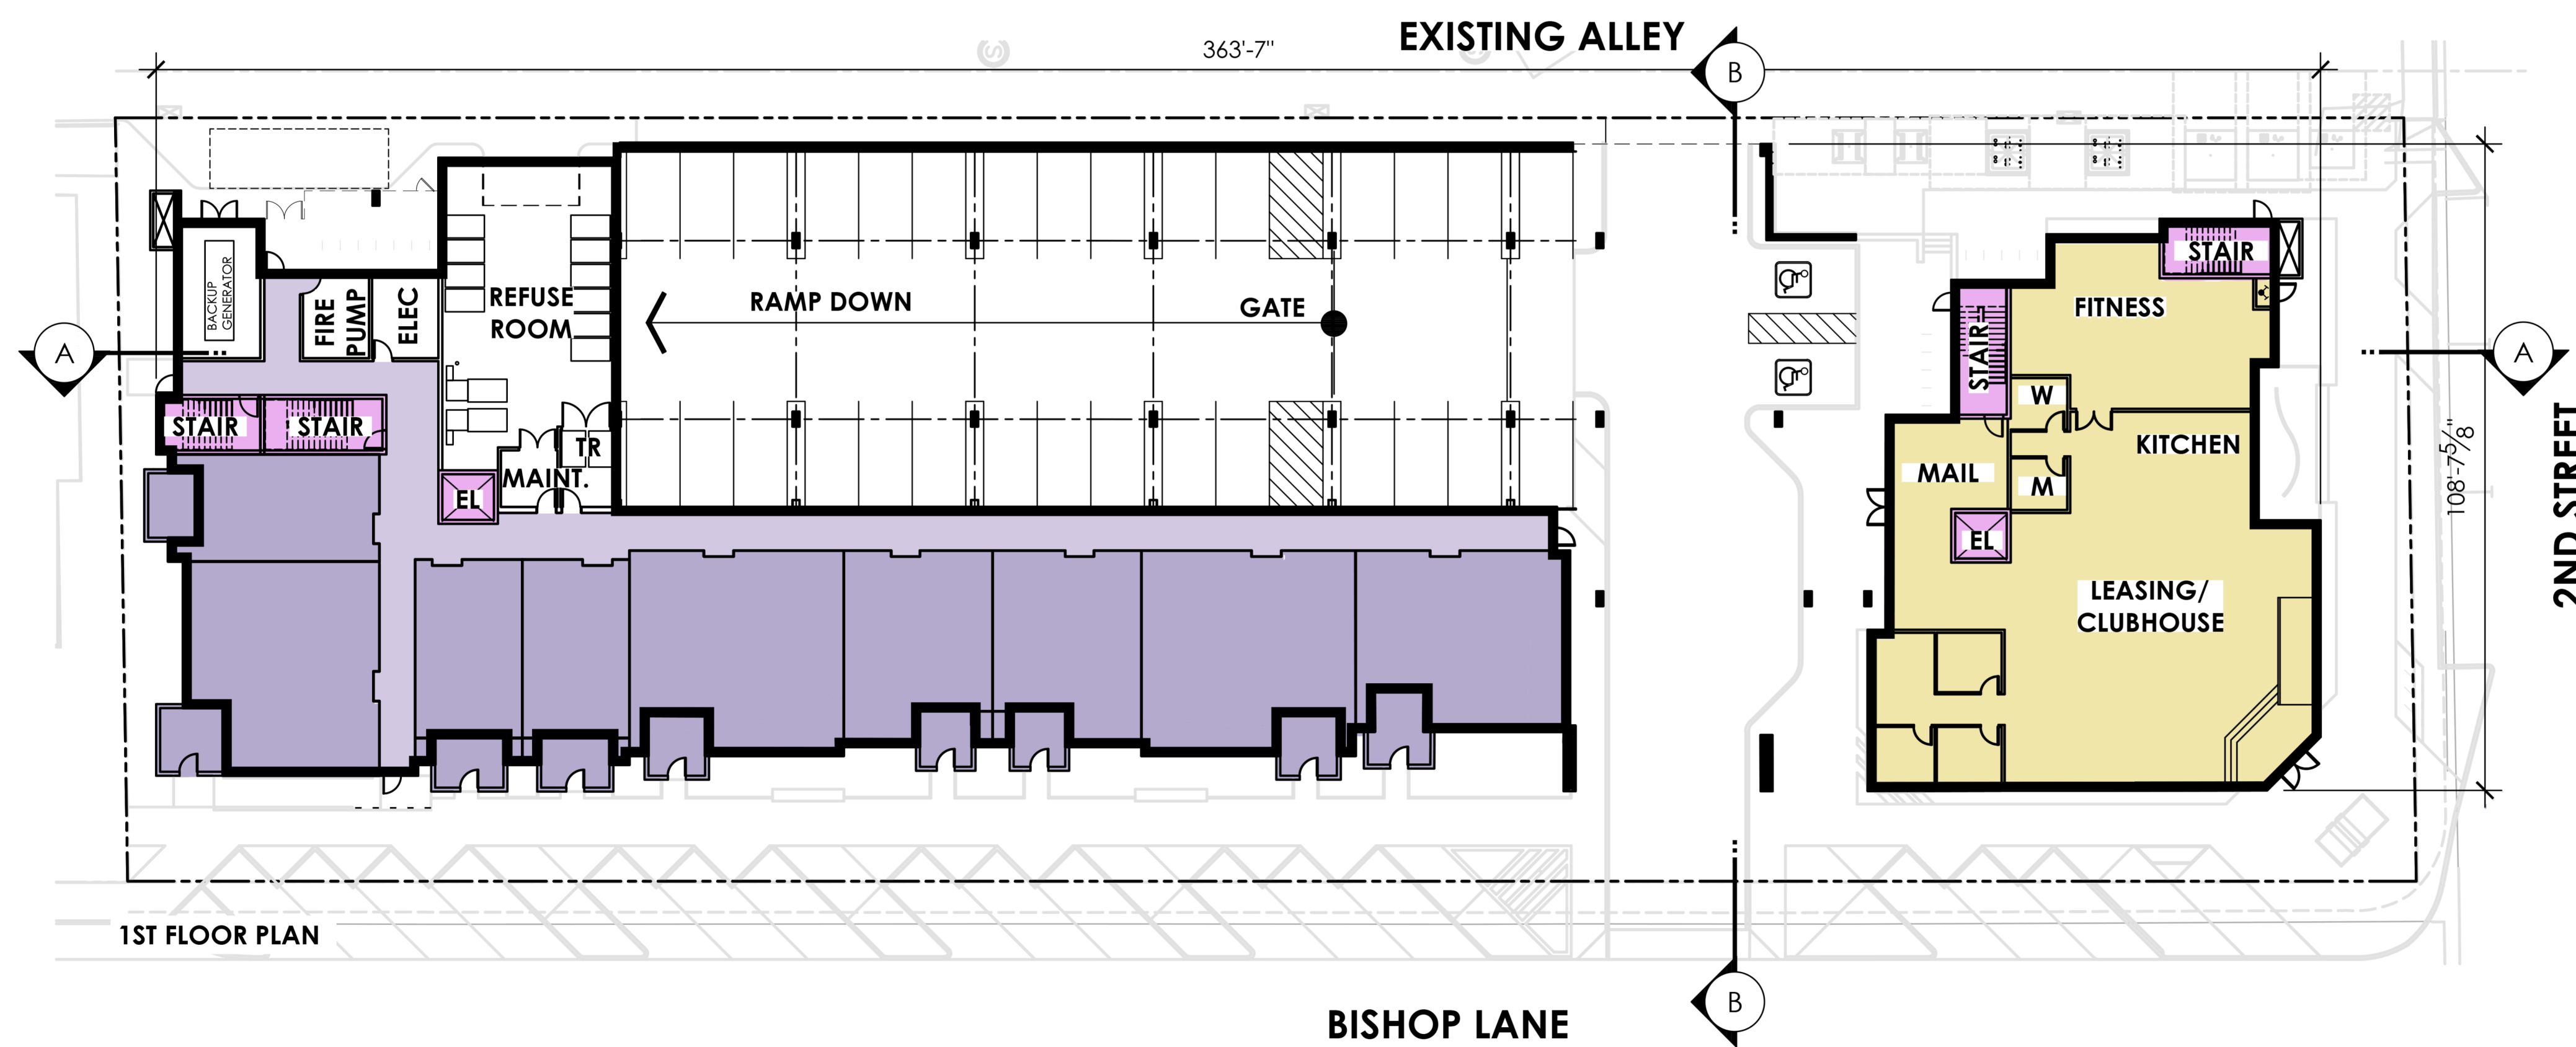 EXISTING ALLEY
363'-7"
B
BACKUP
GENERATOR
FIRE
PUMP
ELEC
REFUSE
ROOM
RAMP DOWN
GATE
STAIR
FITNESS
STAIR
A
A
STAIR
STAIR
TR
MAINT.
EL
W
KITCHEN
MAIL
M
EL
LEASING/
CLUBHOUSE
108'-7 5/8"
2ND STREET
1ST FLOOR PLAN
B
BISHOP LANE